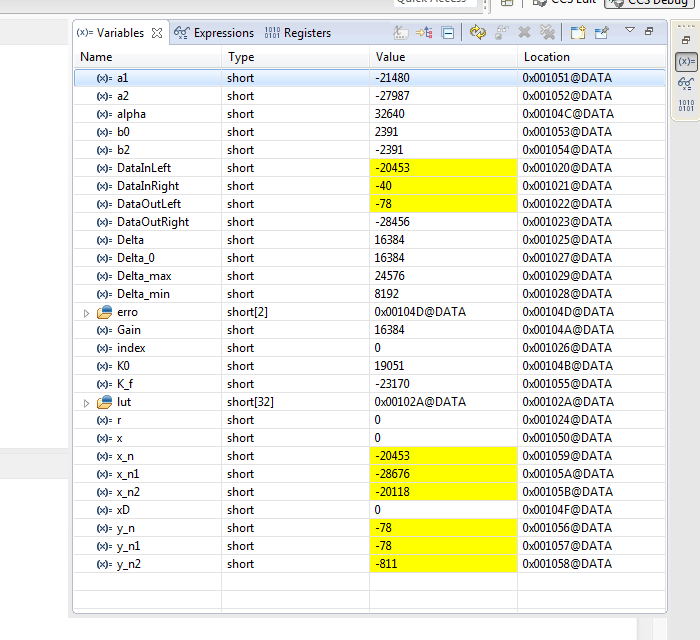 Quick Access
CCS Edit
CCS Debug
(x)= Variables
Expressions
1010 0101 Registers
Name Type Value Location
(x)= a1 short -21480 0x001051@DATA
(x)= a2 short -27987 0x001052@DATA
(x)= alpha short 32640 0x00104C@DATA
(x)= b0 short 2391 0x001053@DATA
(x)= b2 short -2391 0x001054@DATA
(x)= DataInLeft short -20453 0x001020@DATA
(x)= DataInRight short -40 0x001021@DATA
(x)= DataOutLeft short -78 0x001022@DATA
(x)= DataOutRight short -28456 0x001023@DATA
(x)= Delta short 16384 0x001025@DATA
(x)= Delta_0 short 16384 0x001027@DATA
(x)= Delta_max short 24576 0x001029@DATA
(x)= Delta_min short 8192 0x001028@DATA
erro short[2] 0x00104D@DATA 0x00104D@DATA
(x)= Gain short 16384 0x00104A@DATA
(x)= index short 0 0x001026@DATA
(x)= K0 short 19051 0x00104B@DATA
(x)= K_f short -23170 0x001055@DATA
lut short[32] 0x00102A@DATA 0x00102A@DATA
(x)= r short 0 0x001024@DATA
(x)= x short 0 0x001050@DATA
(x)= x_n short -20453 0x001059@DATA
(x)= x_n1 short -28676 0x00105A@DATA
(x)= x_n2 short -20118 0x00105B@DATA
(x)= xD short 0 0x00104F@DATA
(x)= y_n short -78 0x001056@DATA
(x)= y_n1 short -78 0x001057@DATA
(x)= y_n2 short -811 0x001058@DATA
(x)=
1010
0101